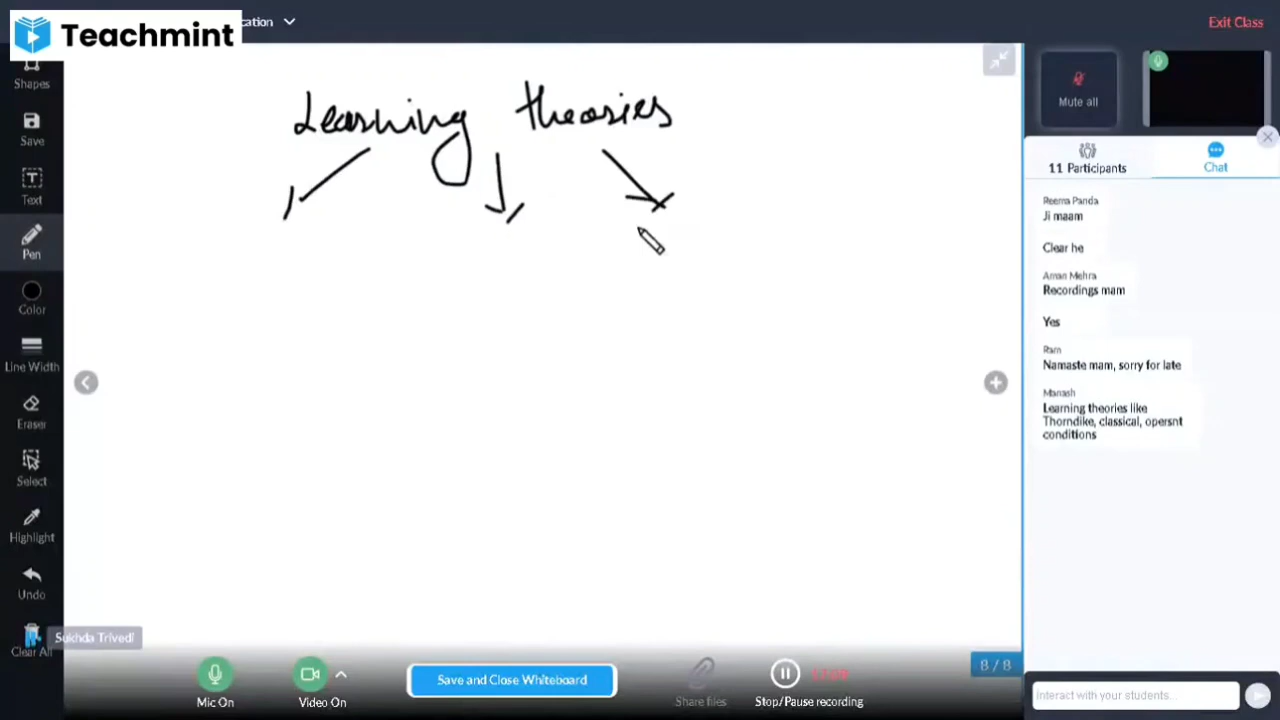 Teachmint
cation
Exit Class
Shapes
Save
Text
Pen
Color
Line Width
Eraser
Select
Highlight
Undo
Clear All
Sukhda Trivedi
Learning theories
Mute all
11 Participants
Chat
Reema Panda
Ji maam
Clear he
Aman Mehra
Recordings mam
Yes
Ram
Namaste mam, sorry for late
Manash
Learning theories like
Thorndike, classical, opersnt
conditions
8 / 8
Mic On
Video On
Save and Close Whiteboard
Share files
Stop/Pause recording
Interact with your students...